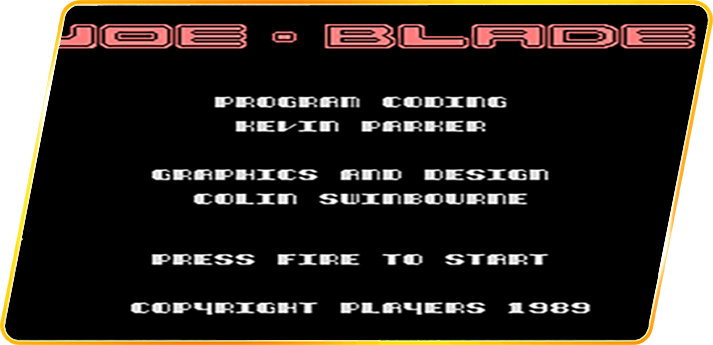 JOE • BLADE
PROGRAM CODING
KEVIN PARKER
GRAPHICS AND DESIGN
COLIN SWINBOURNE
PRESS FIRE TO START
COPYRIGHT PLAYERS 1989